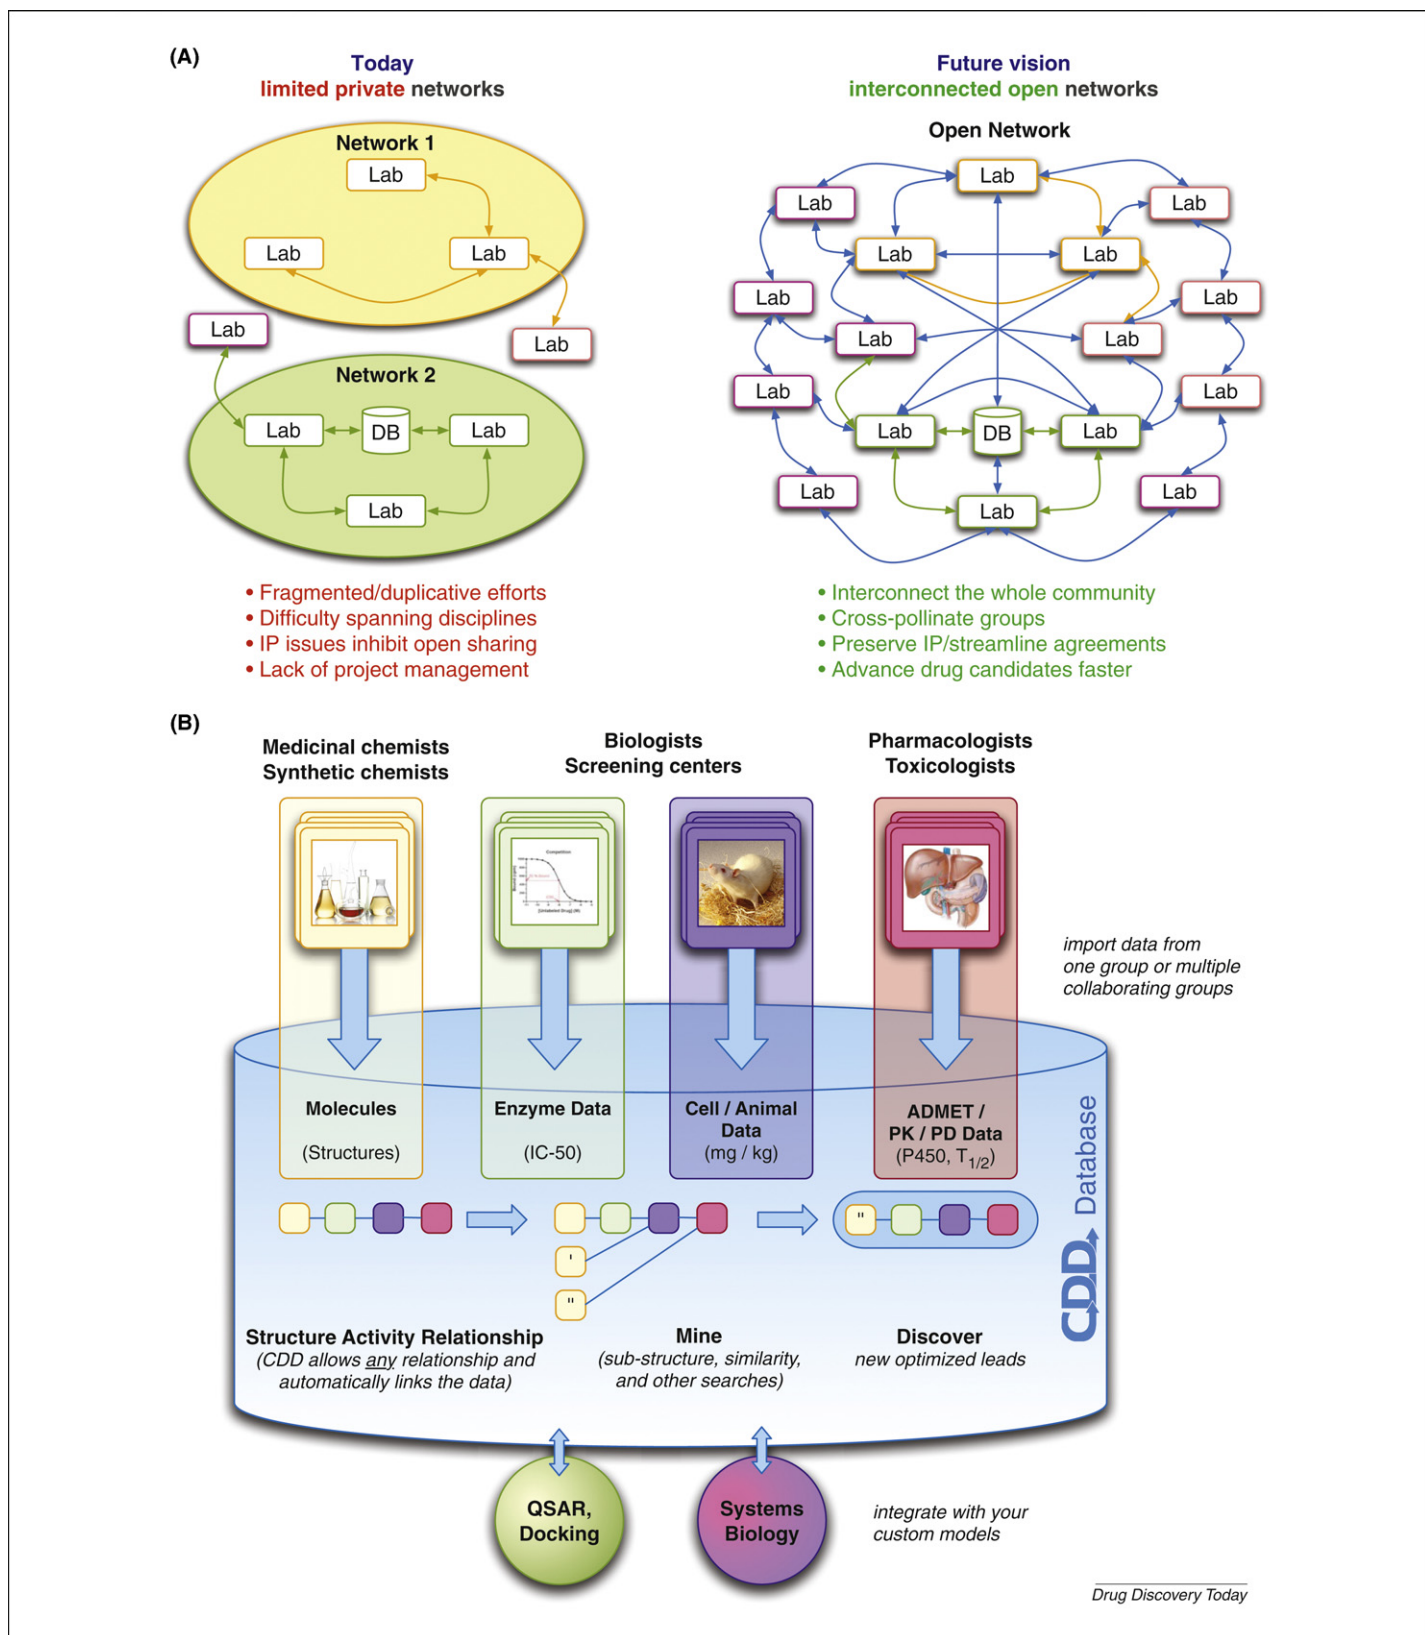 (A)
Today
limited private networks
Network 1
Lab
Lab
Lab
Lab
Lab
Network 2
Lab
DB
Lab
Lab
• Fragmented/duplicative efforts
• Difficulty spanning disciplines
• IP issues inhibit open sharing
• Lack of project management
Future vision
interconnected open networks
Open Network
Lab
Lab
Lab
Lab
Lab
Lab
Lab
Lab
Lab
Lab
Lab
Lab
DB
Lab
Lab
Lab
Lab
• Interconnect the whole community
• Cross-pollinate groups
• Preserve IP/streamline agreements
• Advance drug candidates faster
(B)
Medicinal chemists
Synthetic chemists
Biologists
Screening centers
Pharmacologists
Toxicologists
Competition
[Unlabeled Drug] (M)
import data from
one group or multiple
collaborating groups
Molecules
(Structures)
Enzyme Data
(IC-50)
Cell / Animal
Data
(mg / kg)
ADMET /
PK / PD Data
(P450, T1/2)
"
'
"
CDD Database
Structure Activity Relationship
(CDD allows any relationship and
automatically links the data)
Mine
(sub-structure, similarity,
and other searches)
Discover
new optimized leads
QSAR,
Docking
Systems
Biology
integrate with your
custom models
Drug Discovery Today